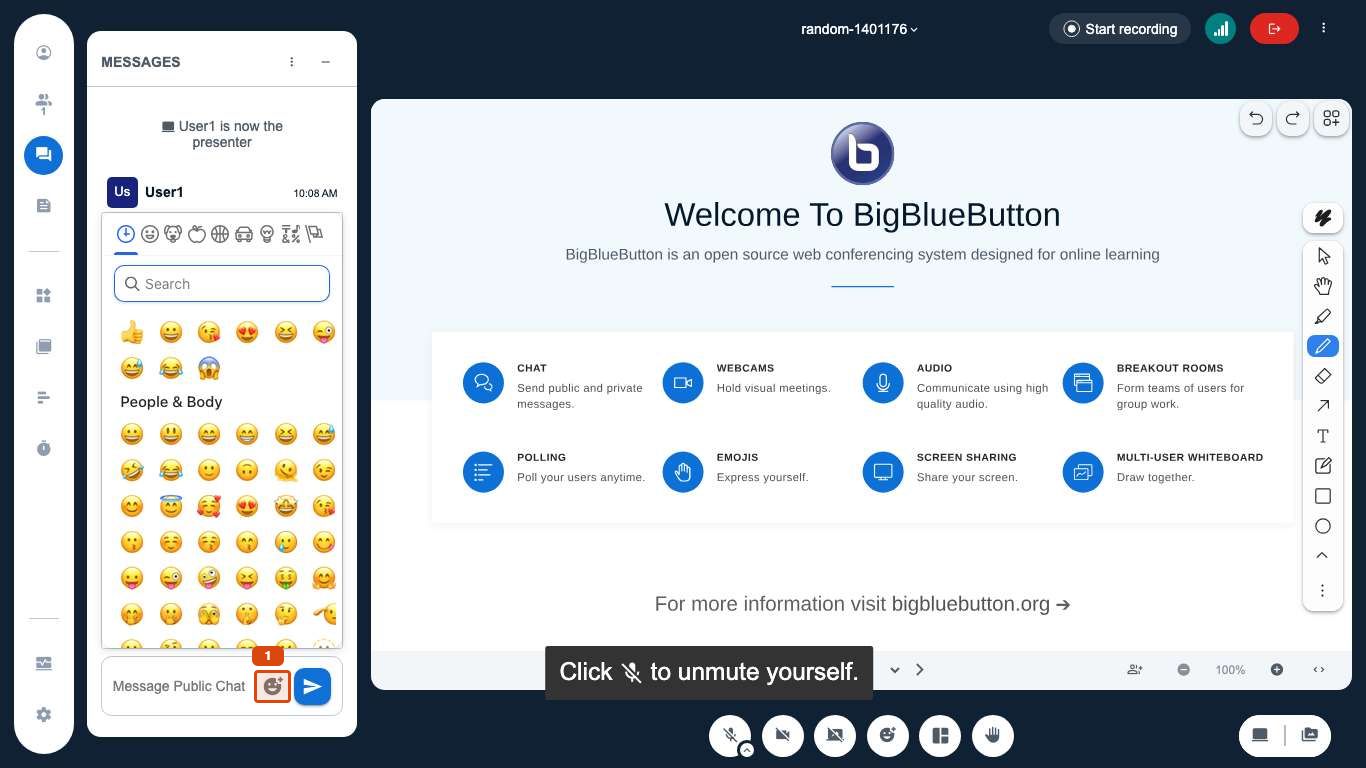 random-1401176
Start recording
1
MESSAGES
User1 is now the
presenter
Us
User1
10:08 AM
Search
People & Body
1
Message Public Chat
Welcome To BigBlueButton
BigBlueButton is an open source web conferencing system designed for online learning
CHAT
Send public and private
messages.
WEBCAMS
Hold visual meetings.
AUDIO
Communicate using high
quality audio.
BREAKOUT ROOMS
Form teams of users for
group work.
POLLING
Poll your users anytime.
EMOJIS
Express yourself.
SCREEN SHARING
Share your screen.
MULTI-USER WHITEBOARD
Draw together.
For more information visit bigbluebutton.org ➔
Click to unmute yourself.
100%